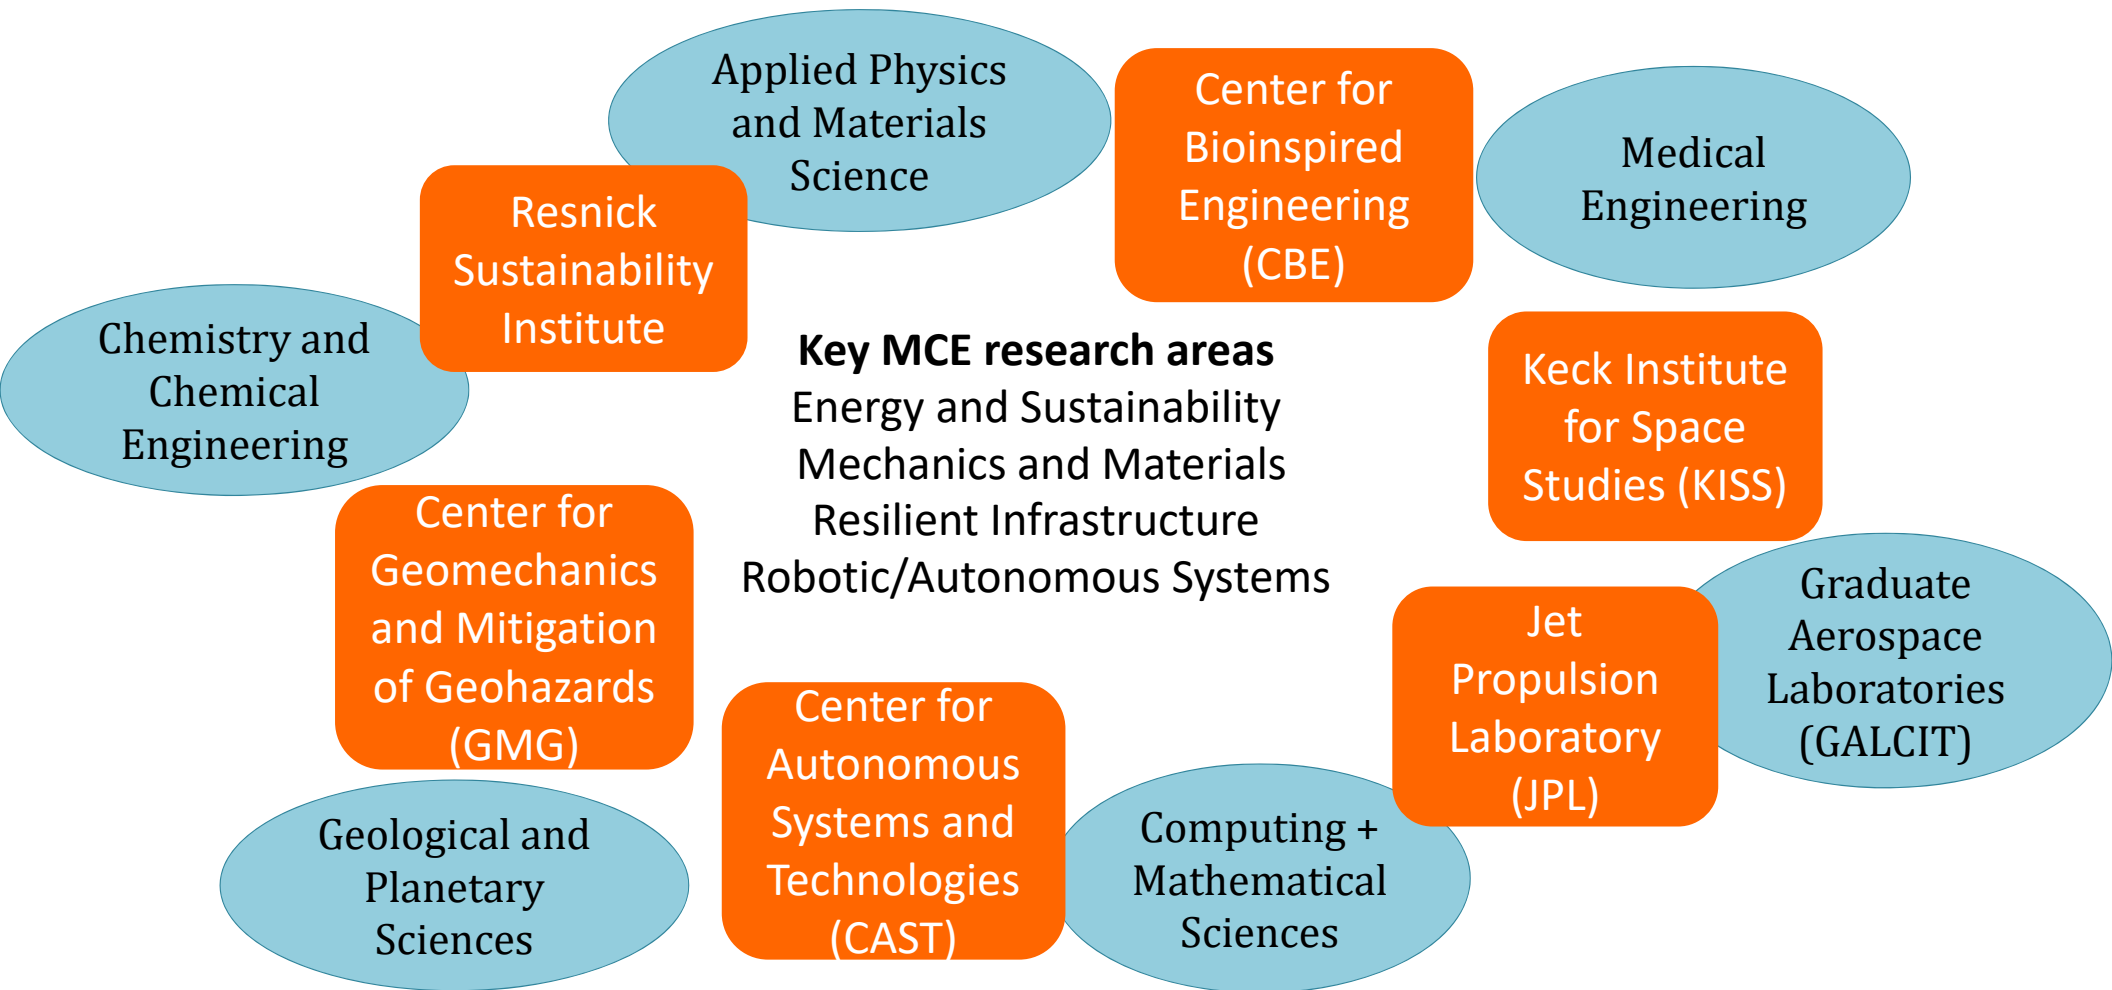 Applied Physics
and Materials
Science
Center for
Bioinspired
Engineering
(CBE)
Medical
Engineering
Resnick
Sustainability
Institute
Chemistry and
Chemical
Engineering
Key MCE research areas
Energy and Sustainability
Mechanics and Materials
Resilient Infrastructure
Robotic/Autonomous Systems
Keck Institute
for Space
Studies (KISS)
Center for
Geomechanics
and Mitigation
of Geohazards
(GMG)
Graduate
Aerospace
Laboratories
(GALCIT)
Jet
Propulsion
Laboratory
(JPL)
Center for
Autonomous
Systems and
Technologies
(CAST)
Geological and
Planetary
Sciences
Computing +
Mathematical
Sciences